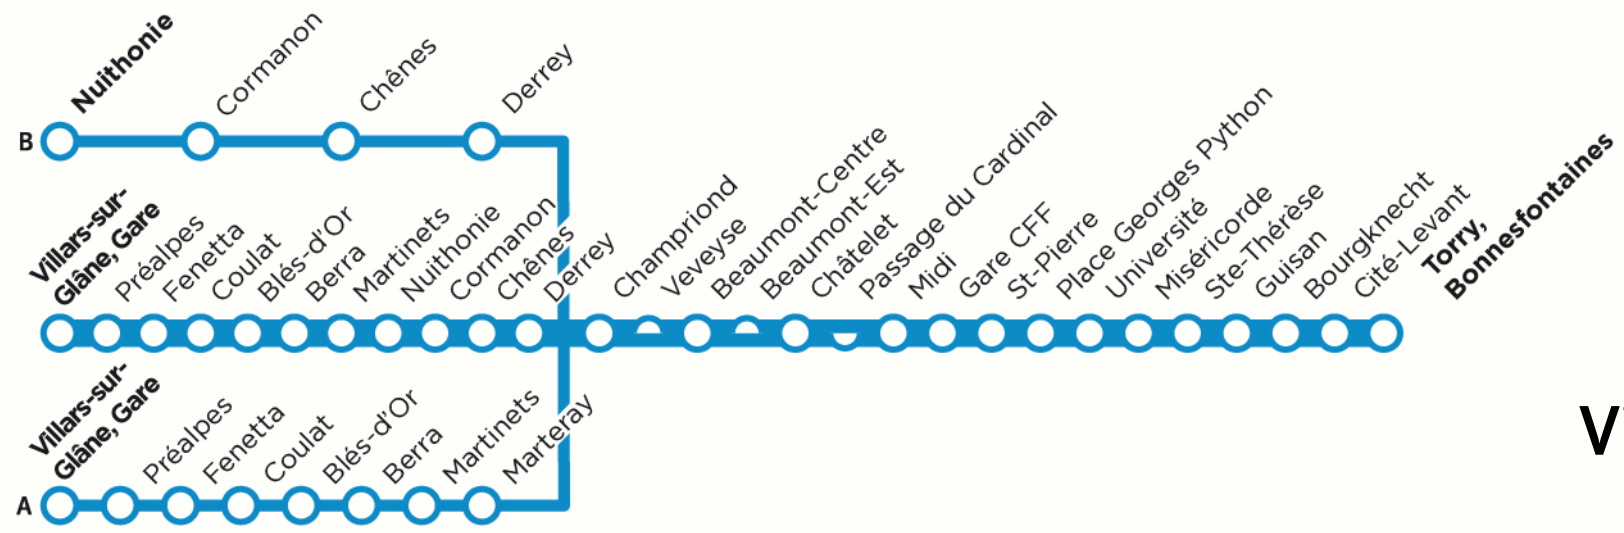 Nuithonie
Cormanon
Chênes
Derrey
B
Villars-sur-
Glâne, Gare
Préalpes
Fenetta
Coulat
Blés-d'Or
Berra
Martinets
Nuithonie
Cormanon
Chênes
Derrey
Champriond
Veveyse
Beaumont-Centre
Beaumont-Est
Châtelet
Passage du Cardinal
Midi
Gare CFF
St-Pierre
Place Georges Python
Université
Miséricorde
Ste-Thérèse
Guisan
Bourgknecht
Cité-Levant
Torry,
Bonnesfontaines
Villars-sur-
Glâne, Gare
Préalpes
Fenetta
Coulat
Blés-d'Or
Berra
Martinets
Marteray
A
V